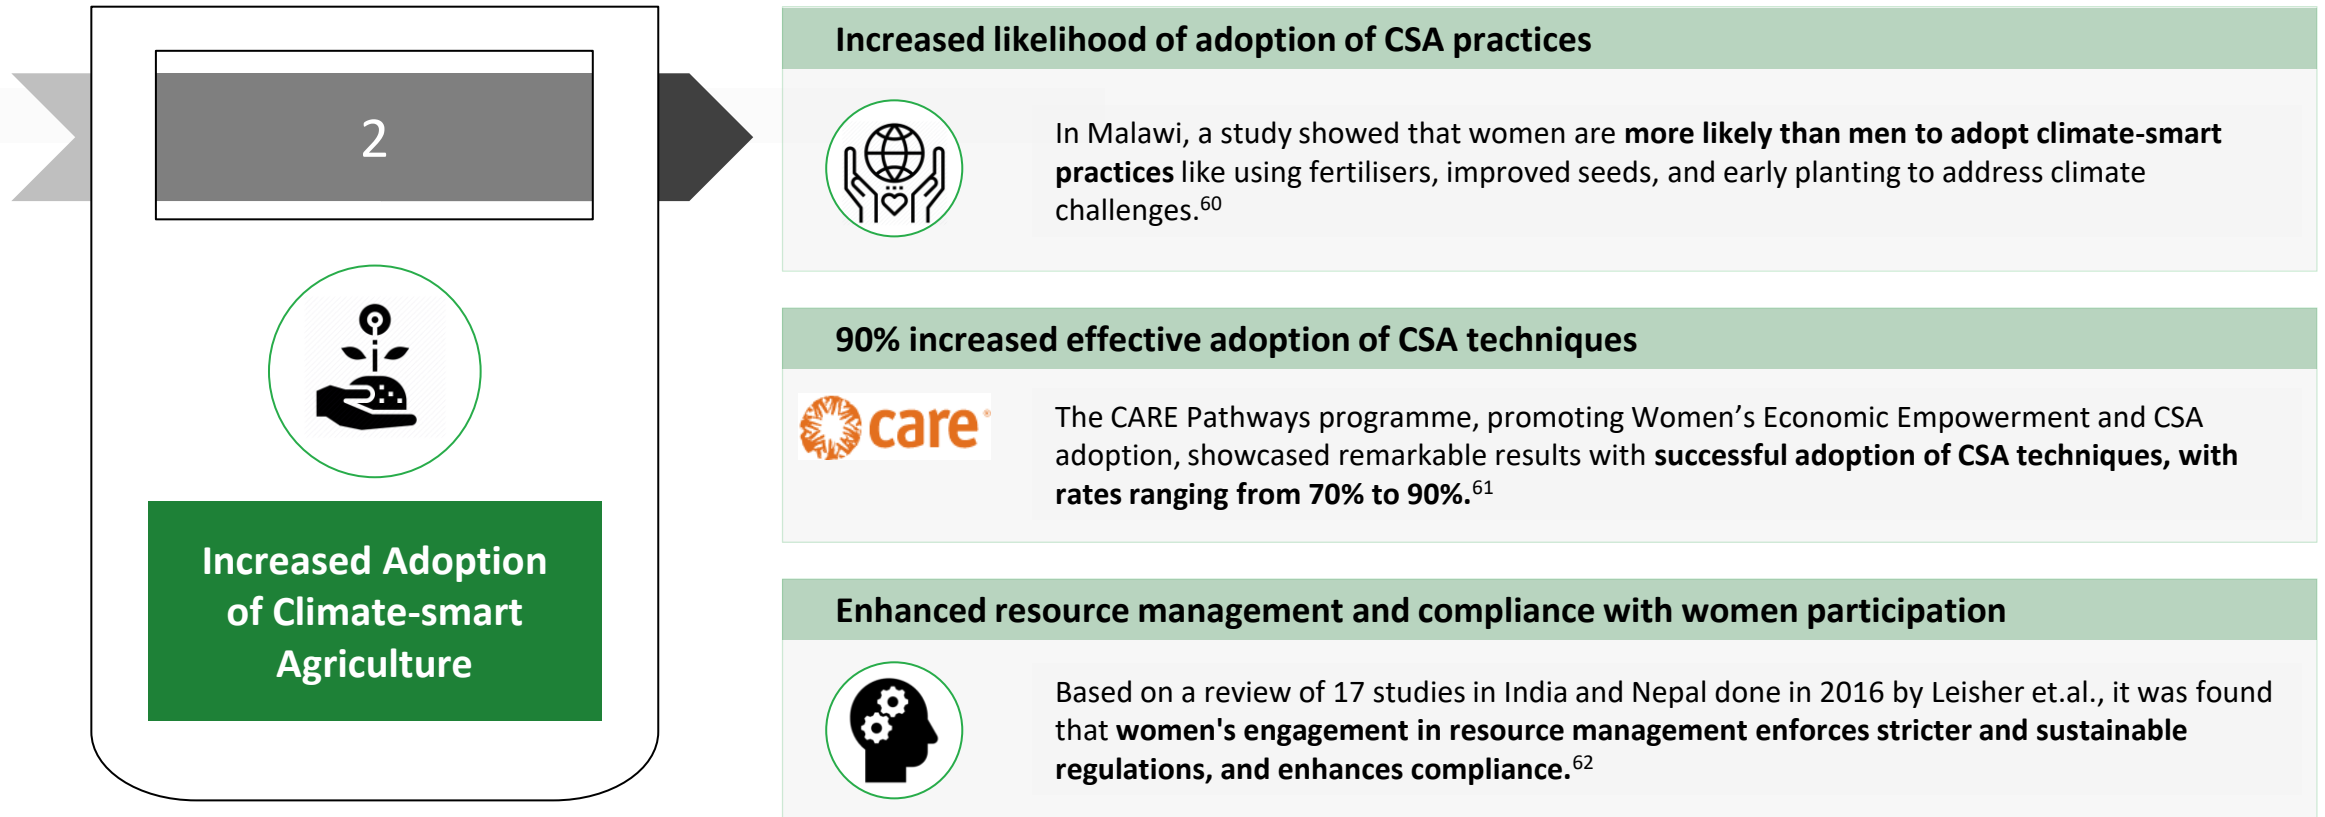 2
Increased Adoption
of Climate-smart
Agriculture
Increased likelihood of adoption of CSA practices
In Malawi, a study showed that women are more likely than men to adopt climate-smart
practices like using fertilisers, improved seeds, and early planting to address climate
challenges.60
90% increased effective adoption of CSA techniques
care
The CARE Pathways programme, promoting Women’s Economic Empowerment and CSA
adoption, showcased remarkable results with successful adoption of CSA techniques, with
rates ranging from 70% to 90%.61
Enhanced resource management and compliance with women participation
Based on a review of 17 studies in India and Nepal done in 2016 by Leisher et.al., it was found
that women's engagement in resource management enforces stricter and sustainable
regulations, and enhances compliance.62